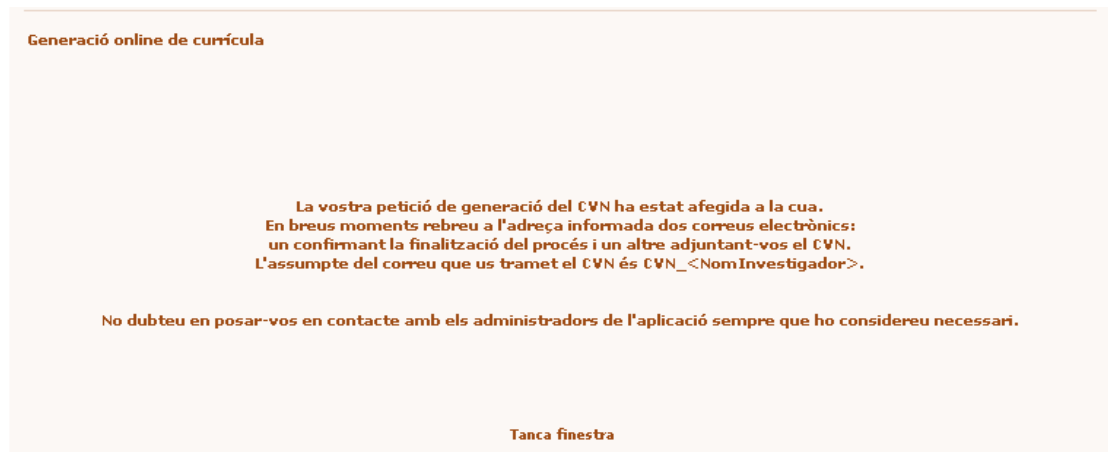 Generació online de currícula
La vostra petició de generació del CVN ha estat afegida a la cua.
En breus moments rebreu a l'adreça informada dos correus electrònics:
un confirmant la finalització del procés i un altre adjuntant-vos el CVN.
L'assumpte del correu que us tramet el CVN és CVN_<NomInvestigador>.
No dubteu en posar-vos en contacte amb els administradors de l'aplicació sempre que ho considereu necessari.
Tanca finestra